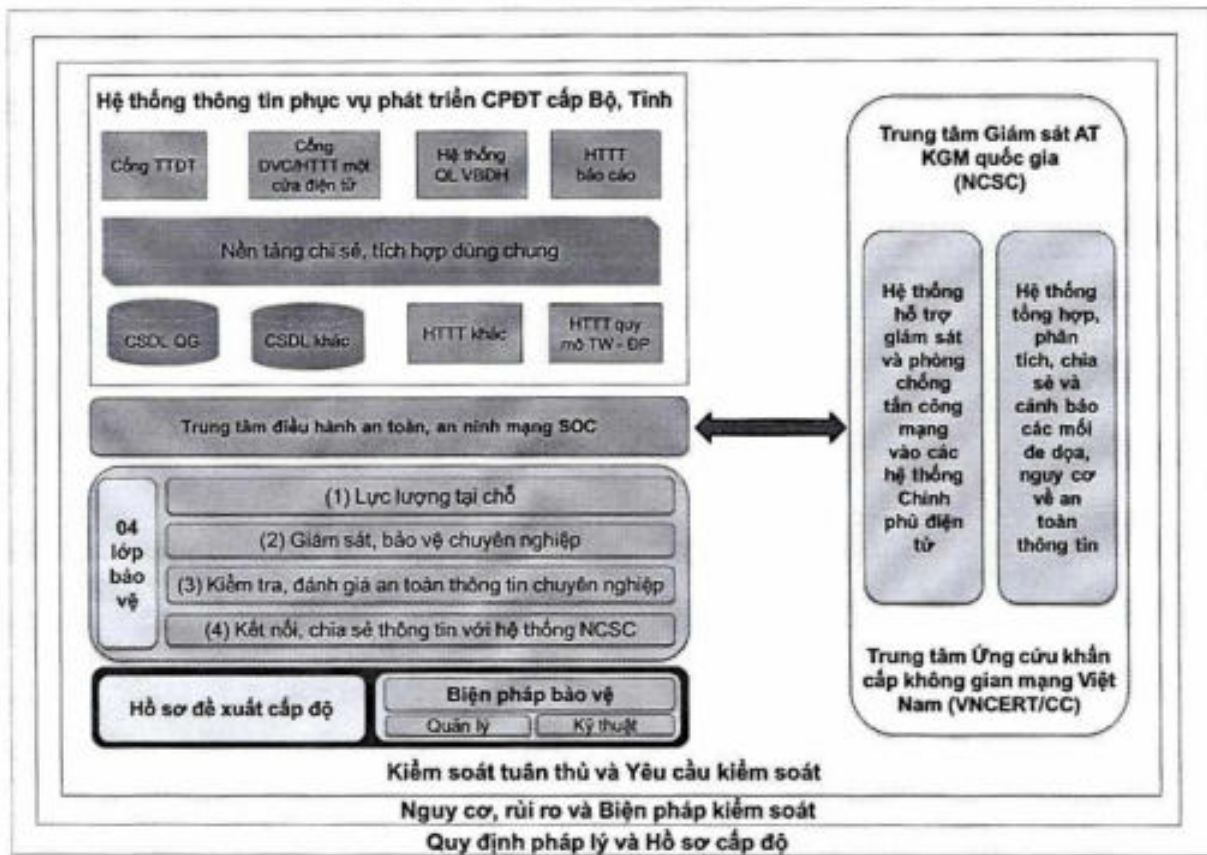 Hệ thống thông tin phục vụ phát triển CPĐT cấp Bộ, Tỉnh
Cổng TTĐT
Cổng
DVC/HTTT một
cửa điện tử
Hệ thống
QL VBĐH
HTTT
báo cáo
Nền tảng chi sẻ, tích hợp dùng chung
CSDL QG
CSDL khác
HTTT khác
HTTT quy
mô TW - ĐP
Trung tâm điều hành an toàn, an ninh mạng SOC
04
lớp
bảo
vệ
(1) Lực lượng tại chỗ
(2) Giám sát, bảo vệ chuyên nghiệp
(3) Kiểm tra, đánh giá an toàn thông tin chuyên nghiệp
(4) Kết nối, chia sẻ thông tin với hệ thống NCSC
Hồ sơ đề xuất cấp độ
Biện pháp bảo vệ
Quản lý
Kỹ thuật
Trung tâm Giám sát AT
KGM quốc gia
(NCSC)
Hệ thống
hỗ trợ
giám sát
và phòng
chống
tấn công
mạng
vào các
hệ thống
Chính
phủ điện
tử
Hệ thống
tổng hợp,
phân
tích, chia
sẻ và
cảnh báo
các mối
đe dọa,
nguy cơ
về an
toàn
thông tin
Trung tâm Ứng cứu khẩn
cấp không gian mạng Việt
Nam (VNCERT/CC)
Kiểm soát tuân thủ và Yêu cầu kiểm soát
Nguy cơ, rủi ro và Biện pháp kiểm soát
Quy định pháp lý và Hồ sơ cấp độ